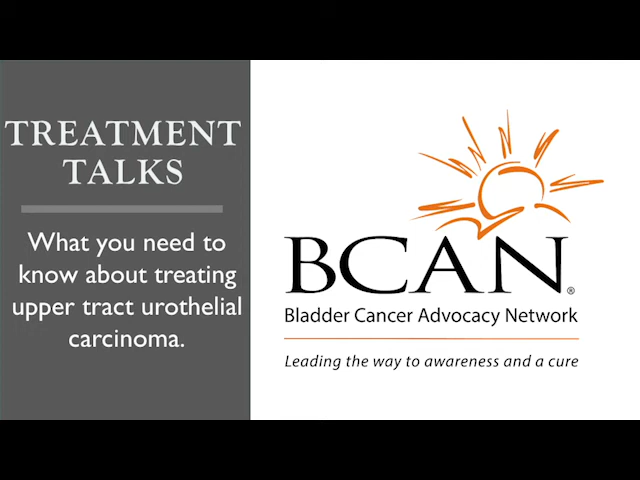 TREATMENT
TALKS
What you need to
know about treating
upper tract urothelial
carcinoma.
BCAN®
Bladder Cancer Advocacy Network
Leading the way to awareness and a cure